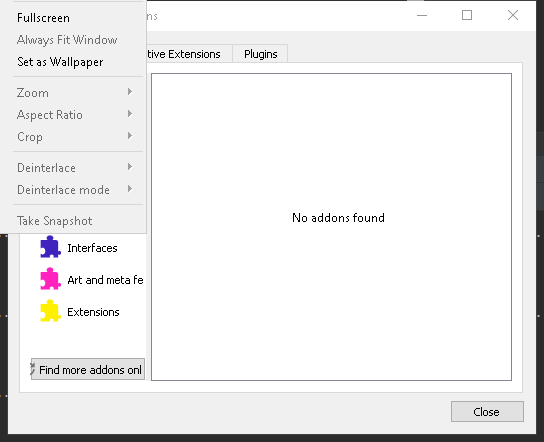 ns
Fullscreen
Always Fit Window
Set as Wallpaper
tive Extensions
Plugins
Zoom
Aspect Ratio
Crop
Deinterlace
Deinterlace mode
Take Snapshot
No addons found
Interfaces
Art and meta fe
Extensions
Find more addons onl
Close